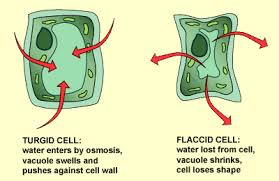 TURGID CELL:
water enters by osmosis,
vacuole swells and
pushes against cell wall
FLACCID CELL:
water lost from cell,
vacuole shrinks,
cell loses shape